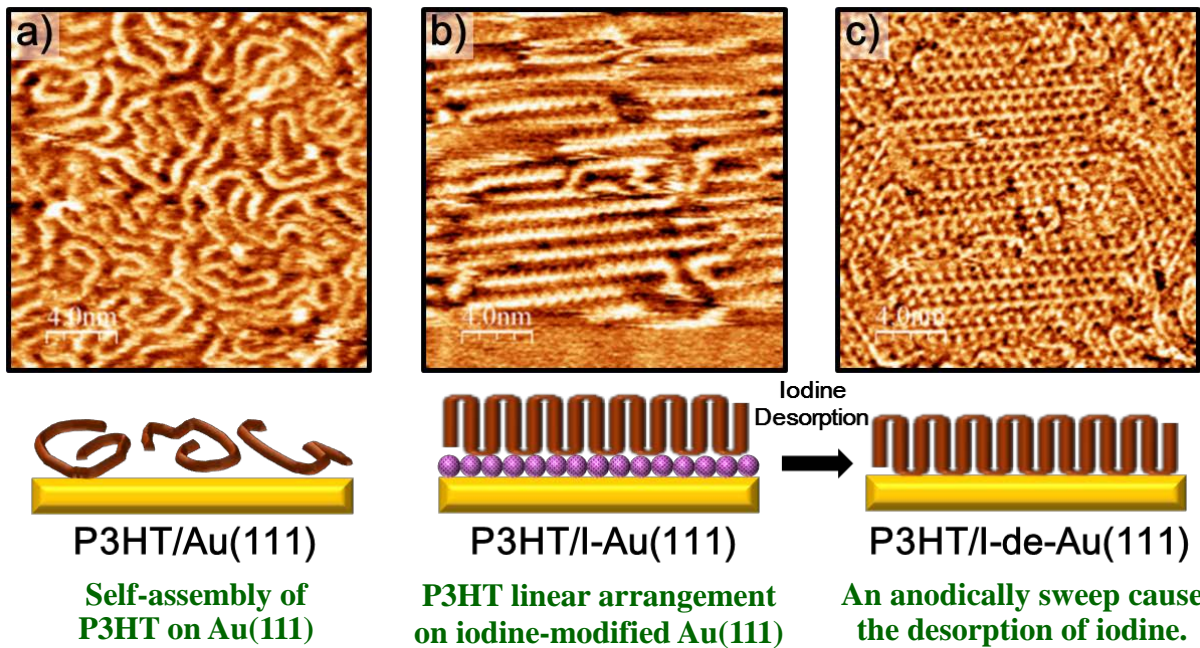 a)
4.0nm
b)
4.0nm
c)
4.0nm
Iodine
Desorption
P3HT/Au(111)
P3HT/I-Au(111)
P3HT/I-de-Au(111)
Self-assembly of
P3HT on Au(111)
P3HT linear arrangement
on iodine-modified Au(111)
An anodically sweep cause
the desorption of iodine.